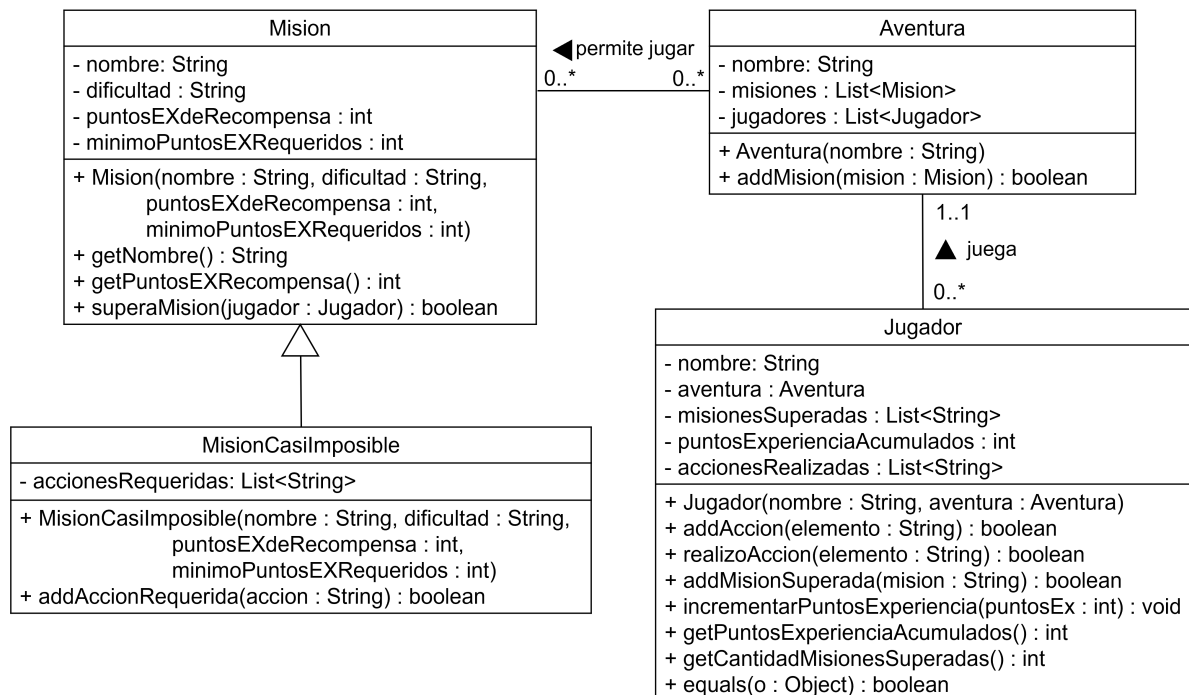 Mision
- nombre: String
- dificultad : String
- puntosEXdeRecompensa : int
- minimoPuntosEXRequeridos : int
+ Mision(nombre : String, dificultad : String,
puntosEXdeRecompensa : int,
minimoPuntosEXRequeridos : int)
+ getNombre() : String
+ getPuntosEXRecompensa() : int
+ superaMision(jugador : Jugador) : boolean
permite jugar
0..*
0..*
Aventura
- nombre: String
- misiones : List<Mision>
- jugadores : List<Jugador>
+ Aventura(nombre : String)
+ addMision(mision : Mision) : boolean
1..1
juega
0..*
MisionCasiImposible
- accionesRequeridas: List<String>
+ MisionCasiImposible(nombre : String, dificultad : String,
puntosEXdeRecompensa : int,
minimoPuntosEXRequeridos : int)
+ addAccionRequerida(accion : String) : boolean
Jugador
- nombre: String
- aventura : Aventura
- misionesSuperadas : List<String>
- puntosExperienciaAcumulados : int
- accionesRealizadas : List<String>
+ Jugador(nombre : String, aventura : Aventura)
+ addAccion(elemento : String) : boolean
+ realizoAccion(elemento : String) : boolean
+ addMisionSuperada(mision : String) : boolean
+ incrementarPuntosExperiencia(puntosEx : int) : void
+ getPuntosExperienciaAcumulados() : int
+ getCantidadMisionesSuperadas() : int
+ equals(o : Object) : boolean